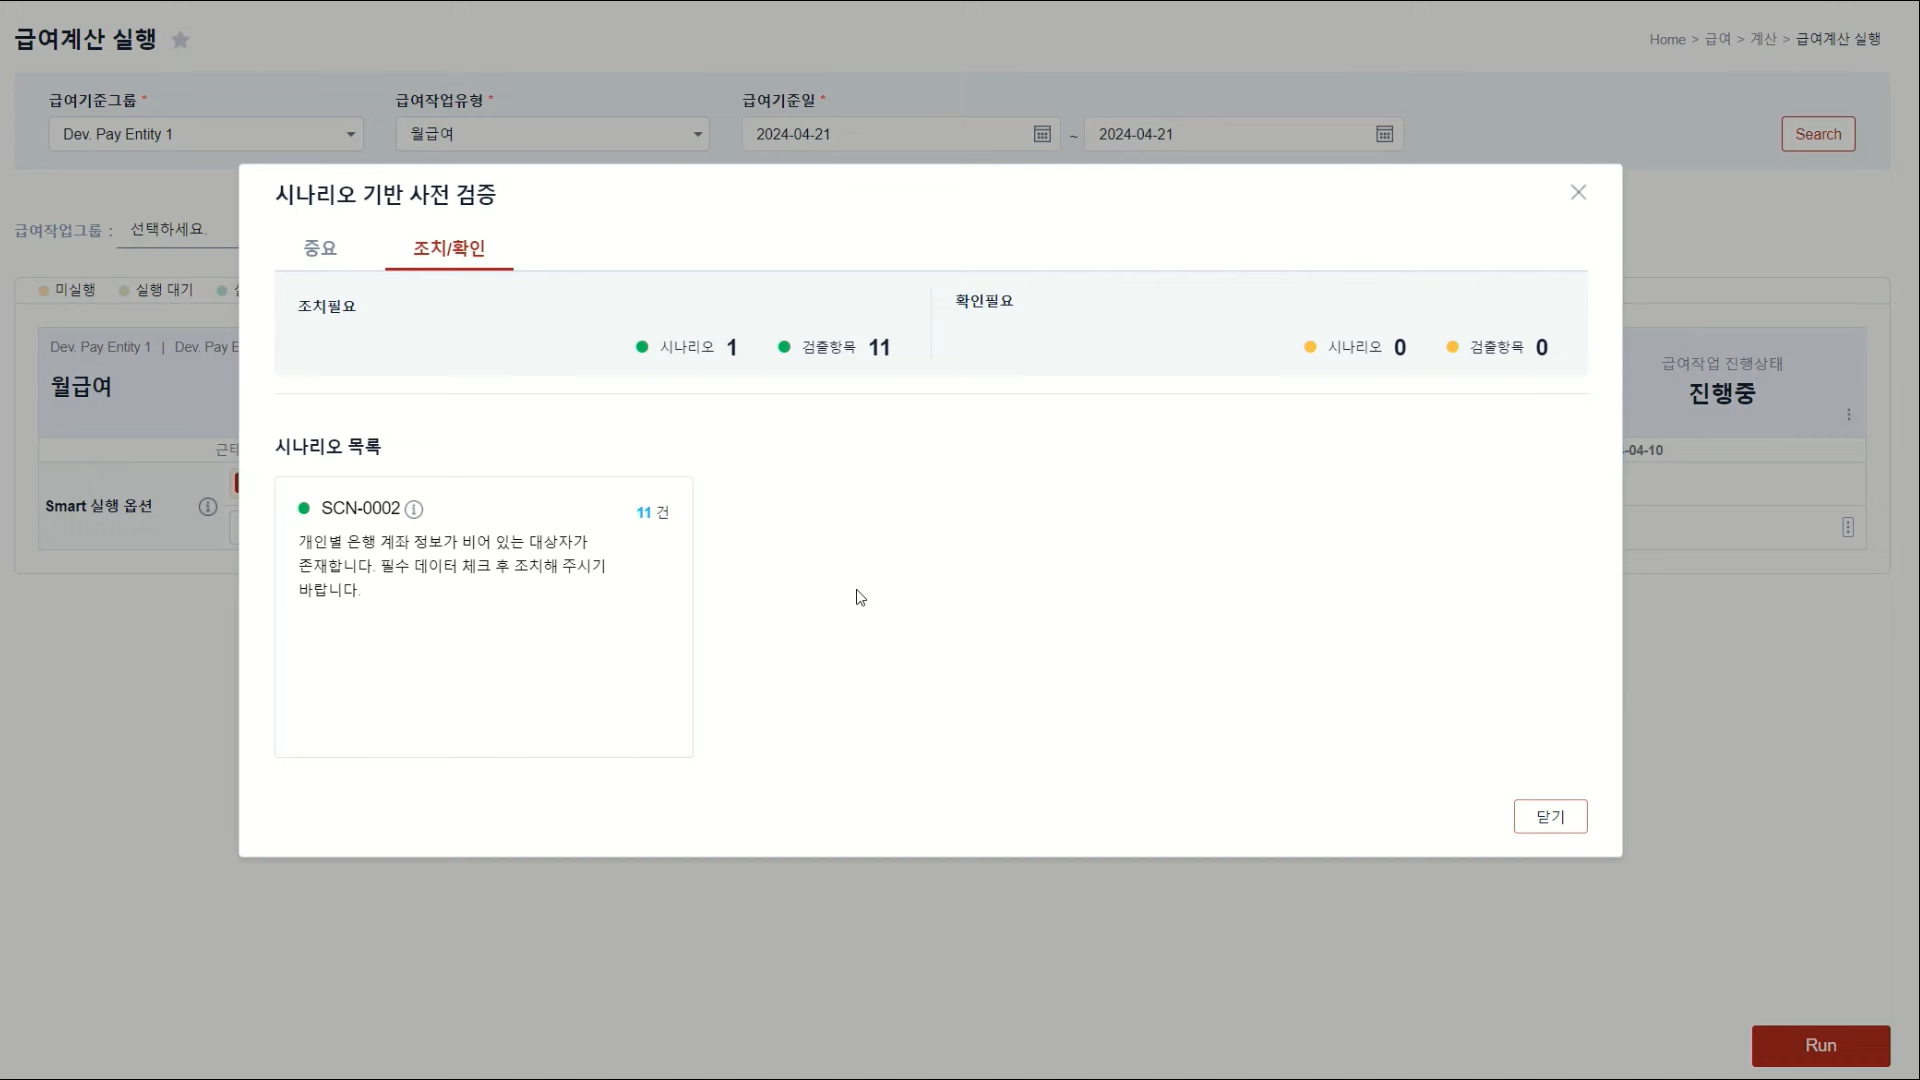 급여계산 실행
Home > 급여 > 계산 > 급여계산 실행
급여기준그룹 *
급여작업유형 *
급여기준일 *
Dev. Pay Entity 1
월급여
2024-04-21
~
2024-04-21
Search
급여작업그룹 :
선택하세요.
미실행
실행 대기
Dev. Pay Entity 1 | Dev. Pay E
월급여
근태
Smart 실행 옵션
급여작업 진행상태
진행중
-04-10
시나리오 기반 사전 검증
중요
조치/확인
조치필요
시나리오 1
검출항목 11
확인필요
시나리오 0
검출항목 0
시나리오 목록
SCN-0002
11 건
개인별 은행 계좌 정보가 비어 있는 대상자가
존재합니다. 필수 데이터 체크 후 조치해 주시기
바랍니다.
닫기
Run